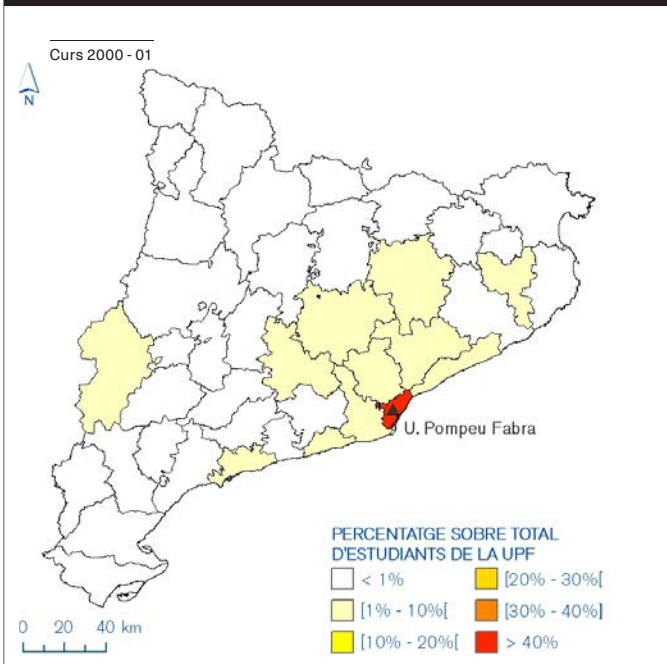 Curs 2000 - 01
N
U. Pompeu Fabra
PERCENTATGE SOBRE TOTAL
D'ESTUDIANTS DE LA UPF
< 1%
[20% - 30%[
[1% - 10%[
[30% - 40%]
[10% - 20%[
> 40%
0 20 40 km